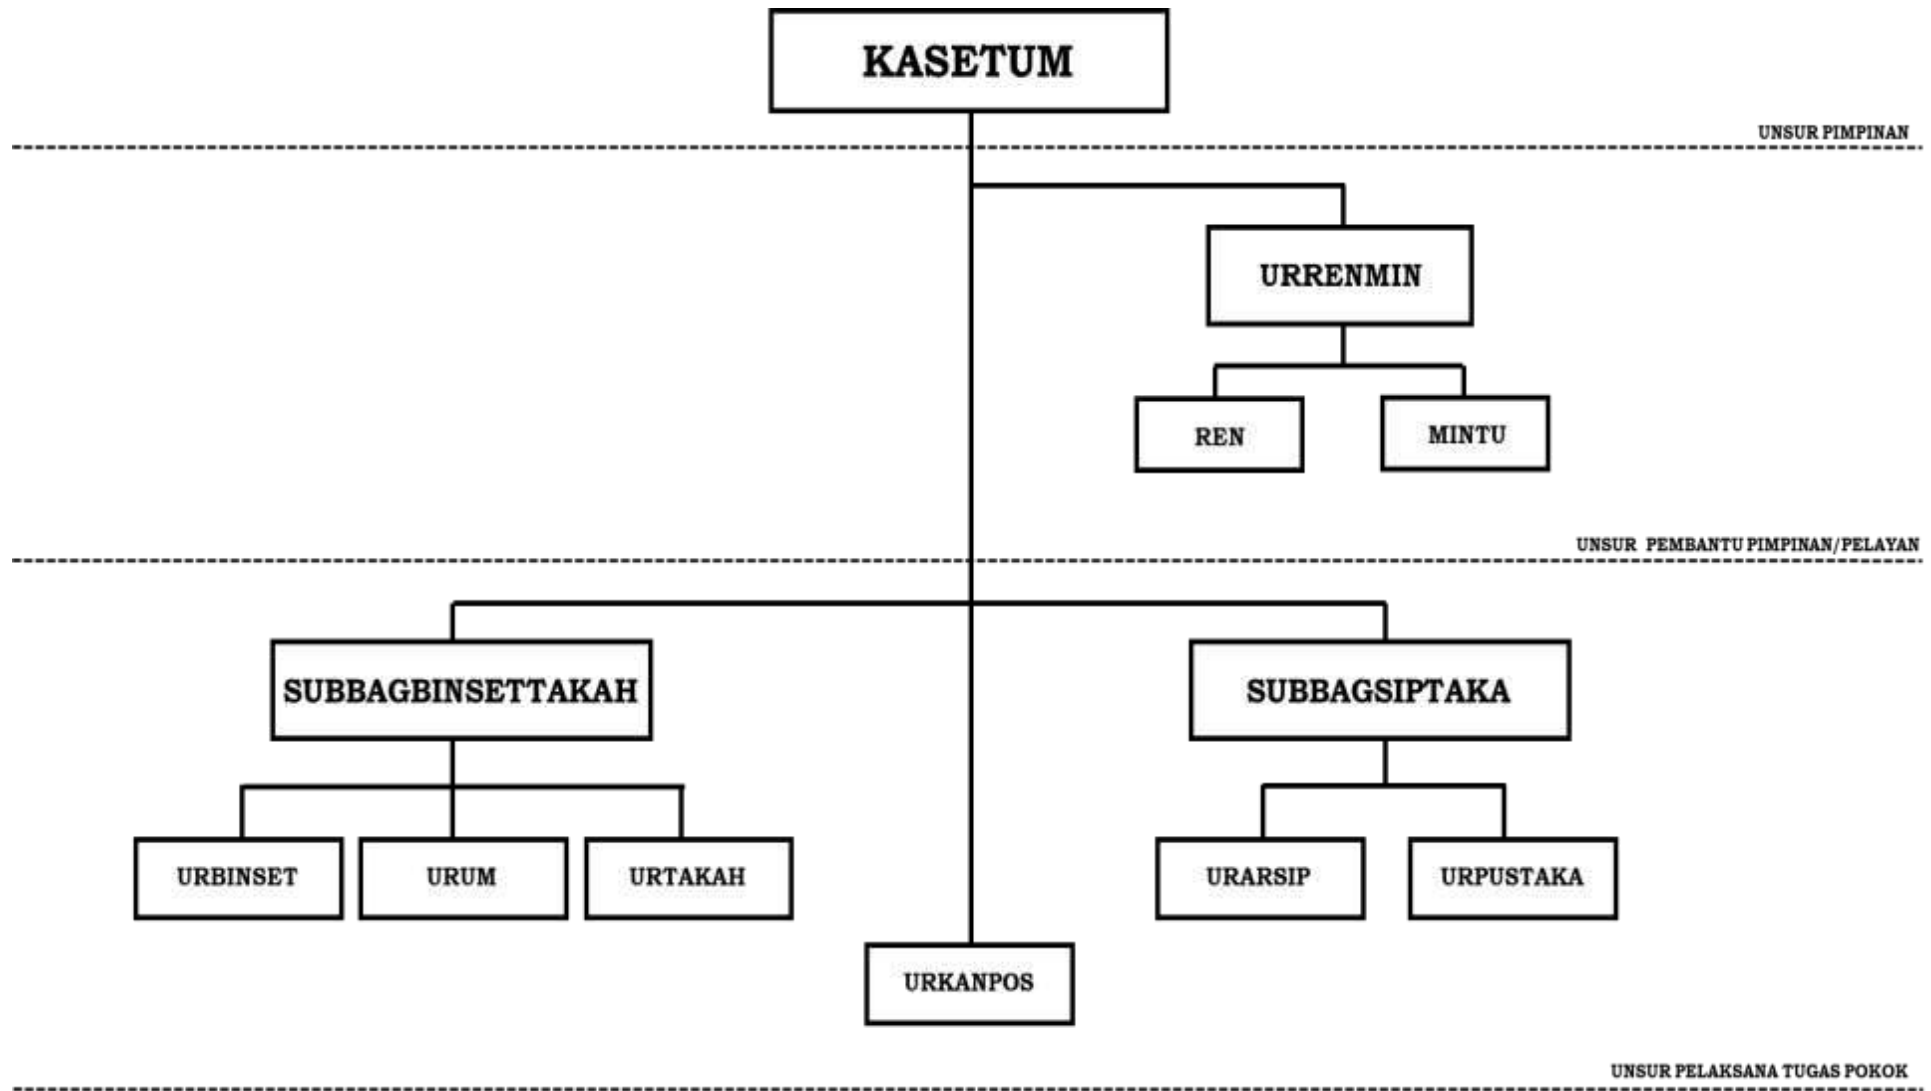 KASETUM
UNSUR PIMPINAN
URRENMIN
REN
MINTU
UNSUR PEMBANTU PIMPINAN/PELAYAN
SUBBAGBINSETTAKAH
SUBBAGSIPTAKA
URBINSET
URUM
URTAKAH
URARSIP
URPUSTAKA
URKANPOS
UNSUR PELAKSANA TUGAS POKOK